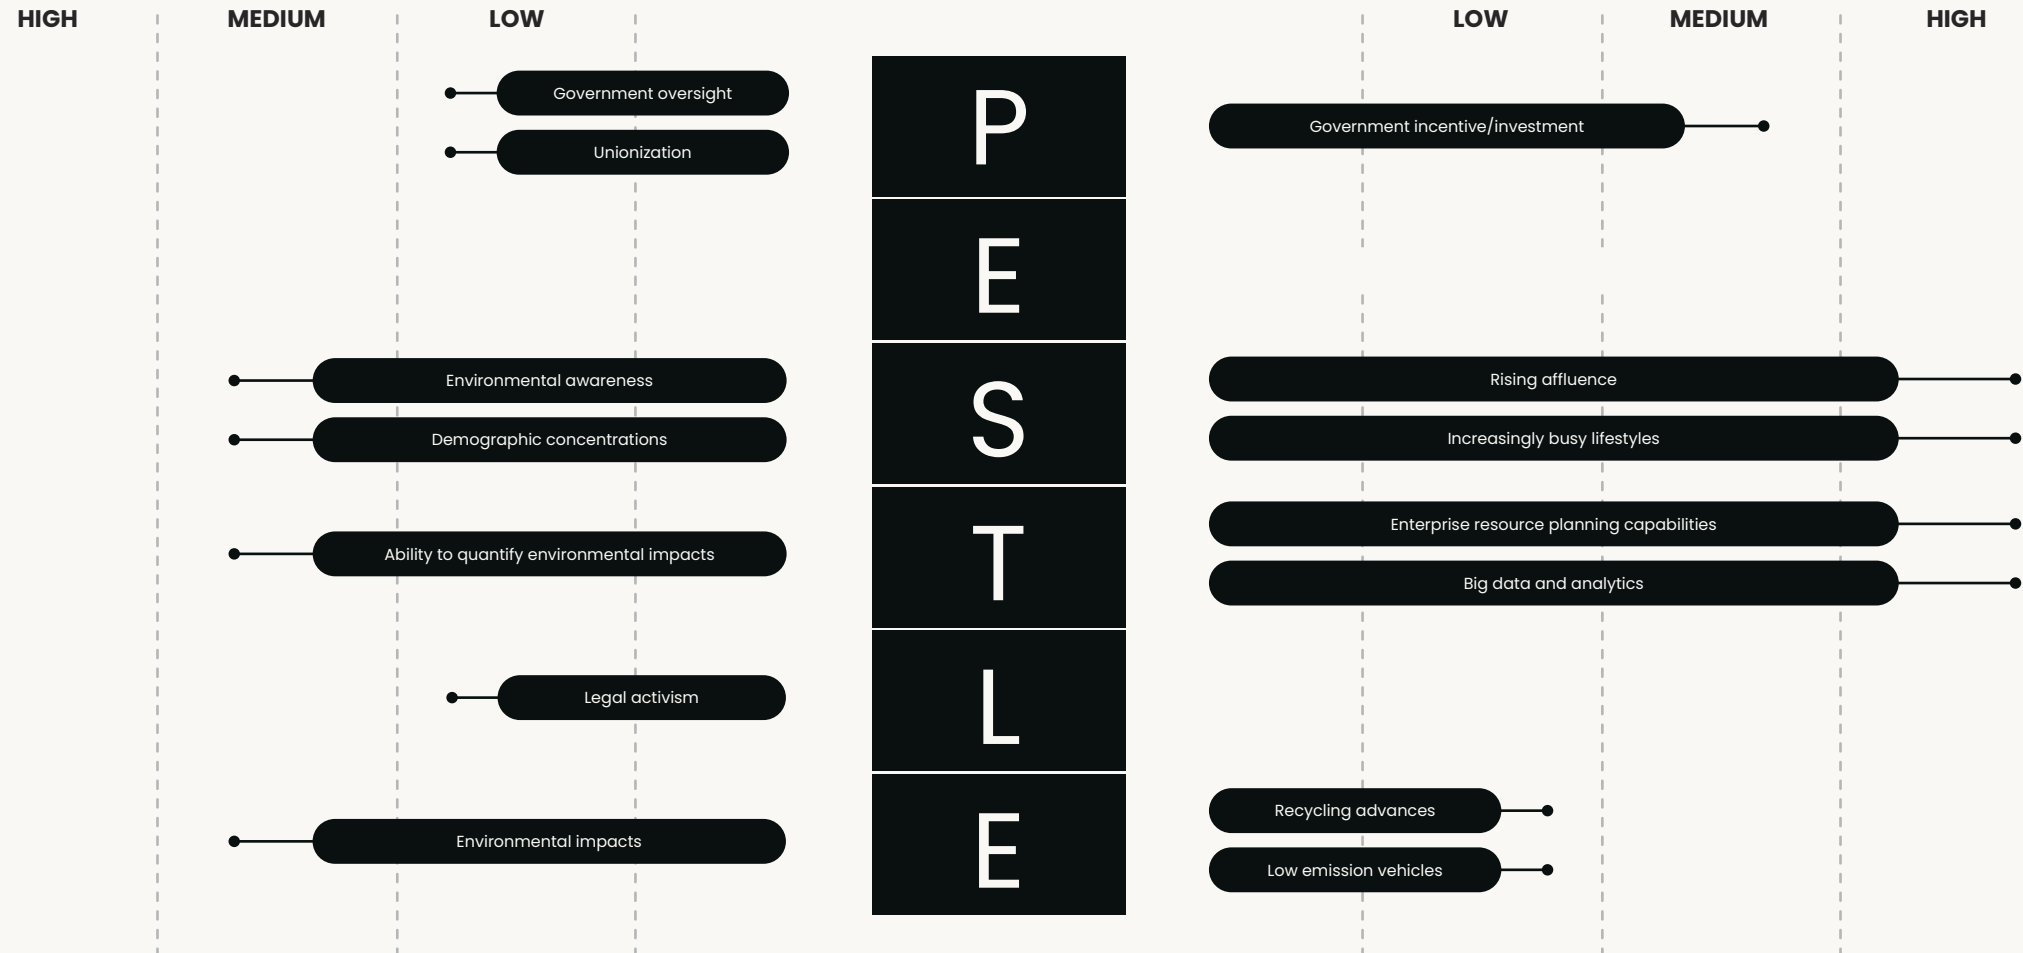 HIGH MEDIUM LOW LOW MEDIUM HIGH
Government oversight
Unionization
P
Government incentive/investment
E
Environmental awareness
Demographic concentrations
S
Rising affluence
Increasingly busy lifestyles
Ability to quantify environmental impacts
T
Enterprise resource planning capabilities
Big data and analytics
Legal activism
L
Environmental impacts
E
Recycling advances
Low emission vehicles